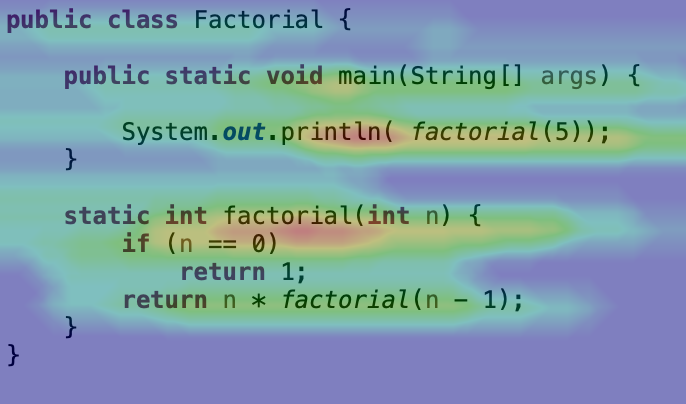 public class Factorial {
    public static void main(String[] args) {
        System.out.println( factorial(5));
    }
    static int factorial(int n) {
        if (n == 0)
            return 1;
        return n * factorial(n - 1);
    }
}